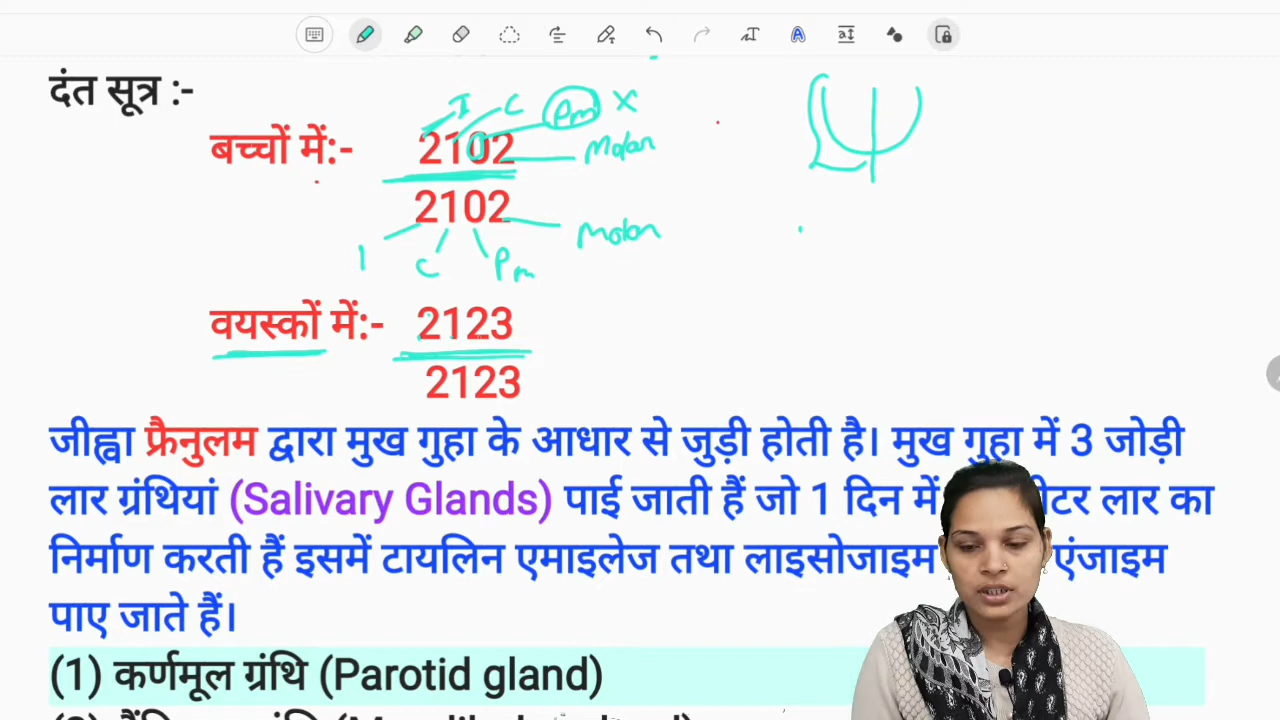 दंत सूत्र :-
I C Pm x
बच्चों में:- 2102 Molar
2102 Molar
I C Pm
वयस्कों में:- 2123
2123
जीह्वा फ्रैनुलम द्वारा मुख गुहा के आधार से जुड़ी होती है। मुख गुहा में 3 जोड़ी
लार ग्रंथियां (Salivary Glands) पाई जाती हैं जो 1 दिन में लार का
निर्माण करती हैं इसमें टायलिन एमाइलेज तथा लाइसोजाइम एंजाइम
पाए जाते हैं।
(1) कर्णमूल ग्रंथि (Parotid gland)